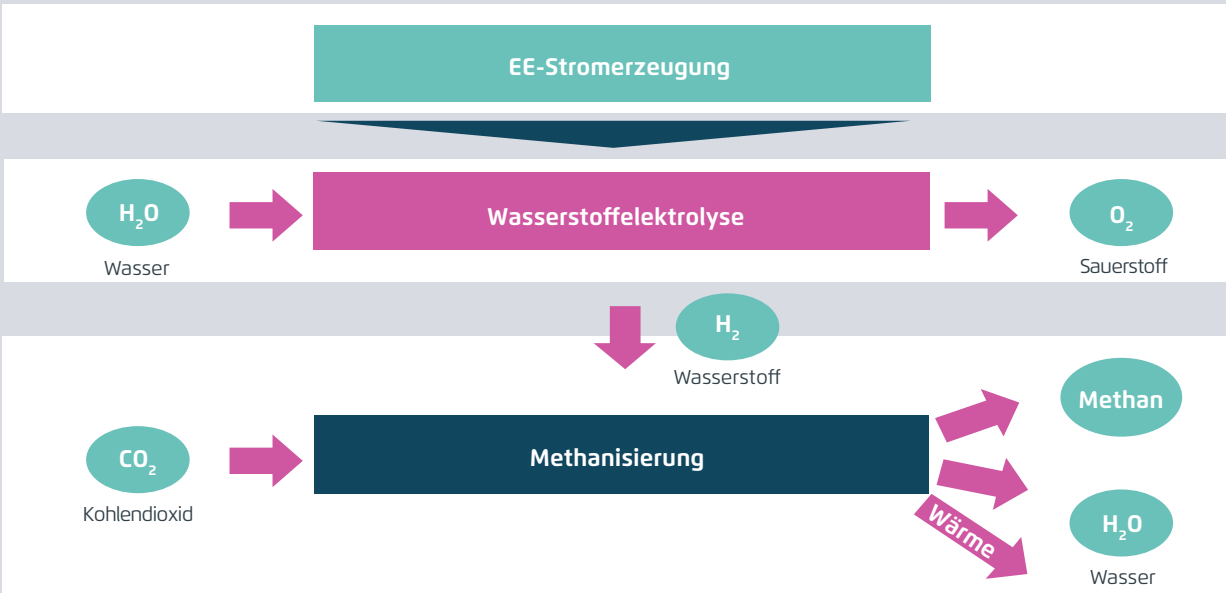 EE-Stromerzeugung
H₂O
Wasserstoffelektrolyse
O₂
Wasser
Sauerstoff
H₂
Wasserstoff
Methan
CO₂
Methanisierung
Kohlendioxid
H₂O
Wärme
Wasser